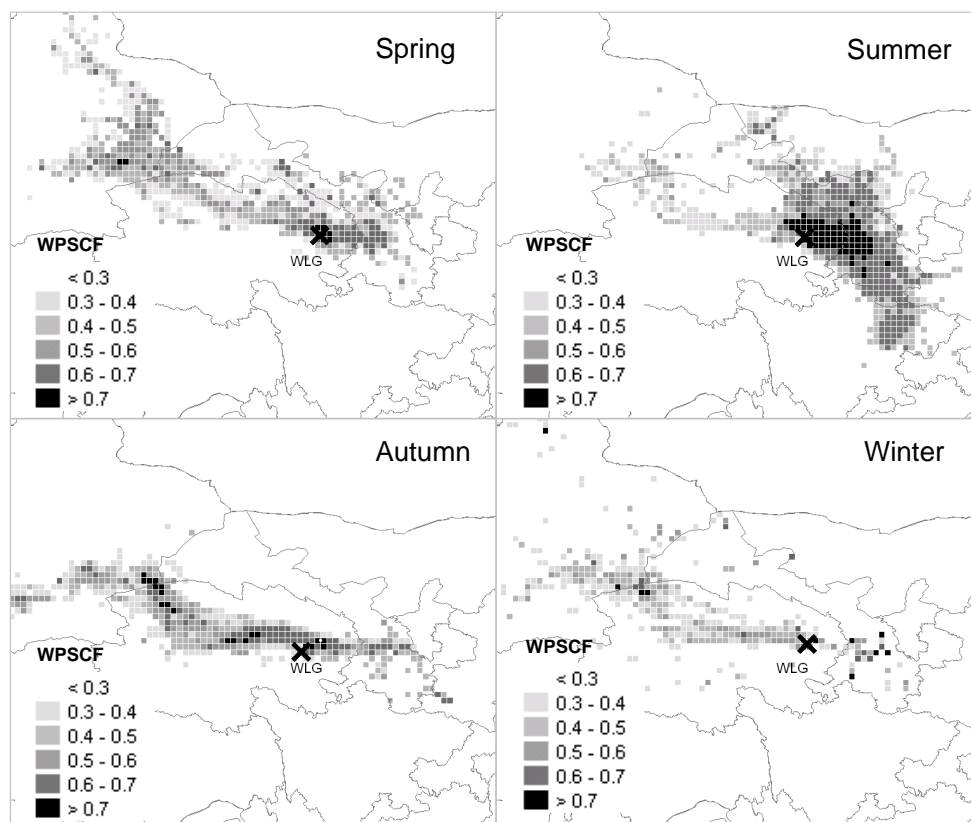 Spring
WPSCF
< 0.3
0.3 - 0.4
0.4 - 0.5
0.5 - 0.6
0.6 - 0.7
> 0.7
WLG
Summer
WPSCF
< 0.3
0.3 - 0.4
0.4 - 0.5
0.5 - 0.6
0.6 - 0.7
> 0.7
WLG
Autumn
WPSCF
< 0.3
0.3 - 0.4
0.4 - 0.5
0.5 - 0.6
0.6 - 0.7
> 0.7
WLG
Winter
WPSCF
< 0.3
0.3 - 0.4
0.4 - 0.5
0.5 - 0.6
0.6 - 0.7
> 0.7
WLG